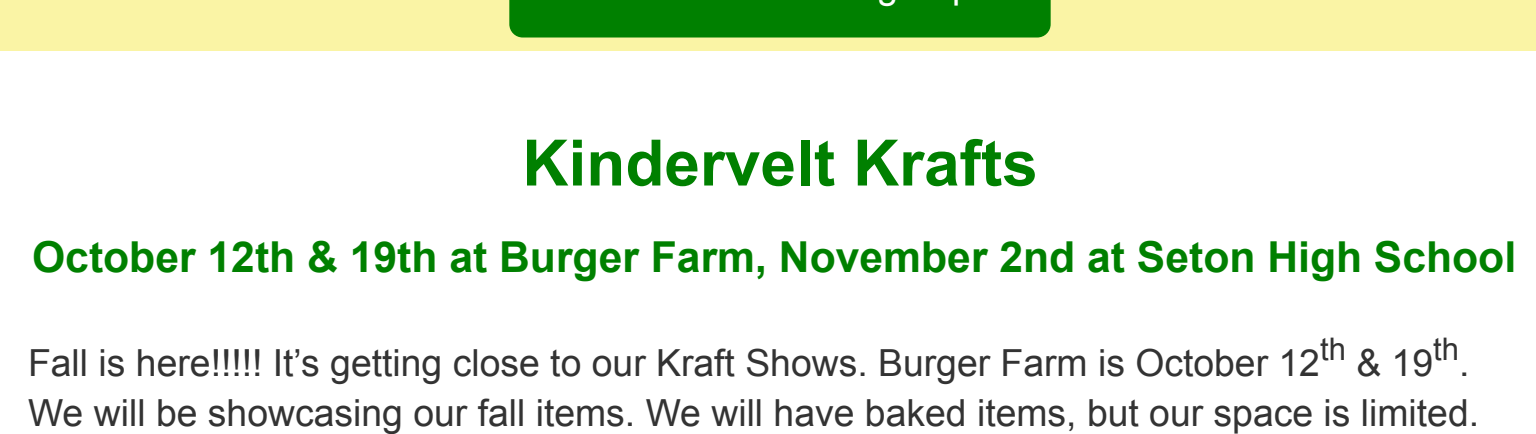 Kindervelt Krafts
October 12th & 19th at Burger Farm, November 2nd at Seton High School
Fall is here!!!!! It’s getting close to our Kraft Shows. Burger Farm is October 12th & 19th.
We will be showcasing our fall items. We will have baked items, but our space is limited.